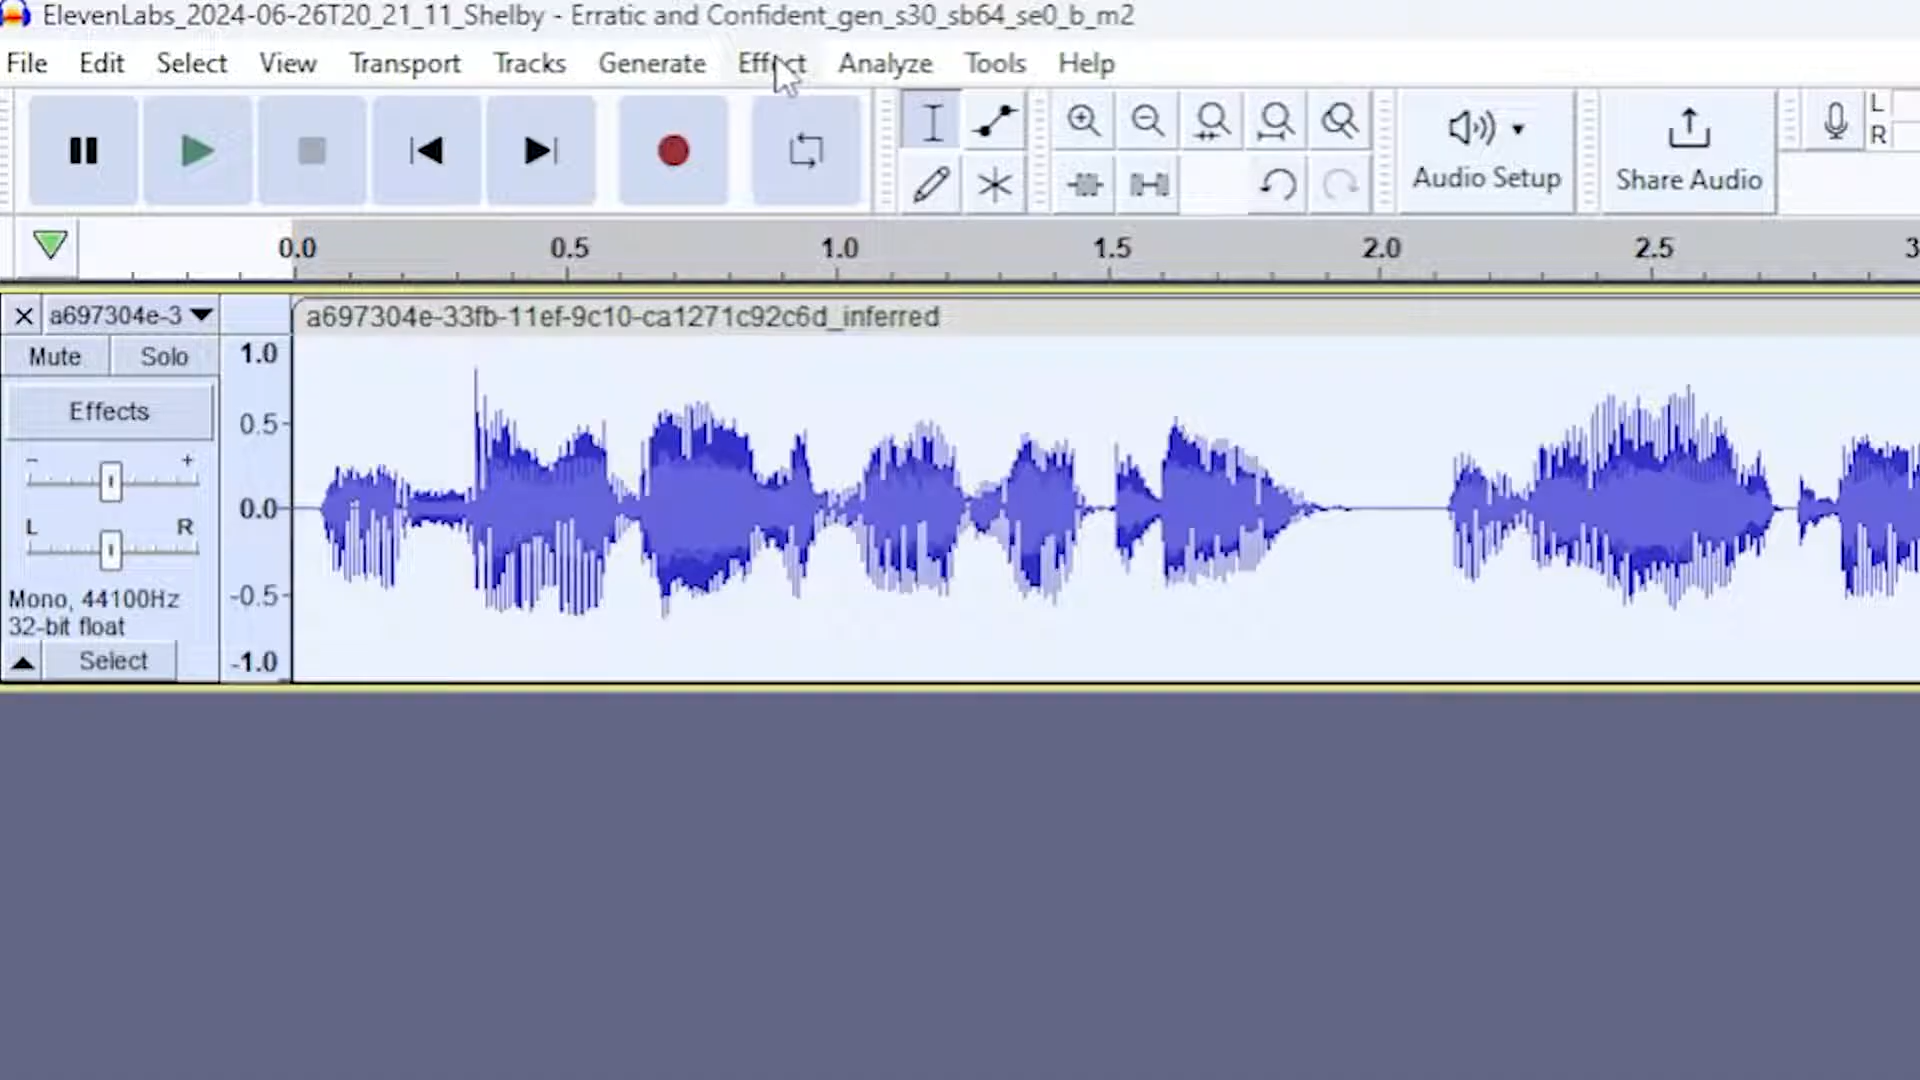 ElevenLabs_2024-06-26T20_21_11_Shelby - Erratic and Confident_gen_s30_sb64_se0_b_m2
File Edit Select View Transport Tracks Generate Effect Analyze Tools Help
L
R
Audio Setup
Share Audio
0.0 0.5 1.0 1.5 2.0 2.5 3
a697304e-3
a697304e-33fb-11ef-9c10-ca1271c92c6d_inferred
Mute Solo
Effects
- +
L R
Mono, 44100Hz
32-bit float
Select
1.0
0.5-
0.0-
-0.5-
-1.0